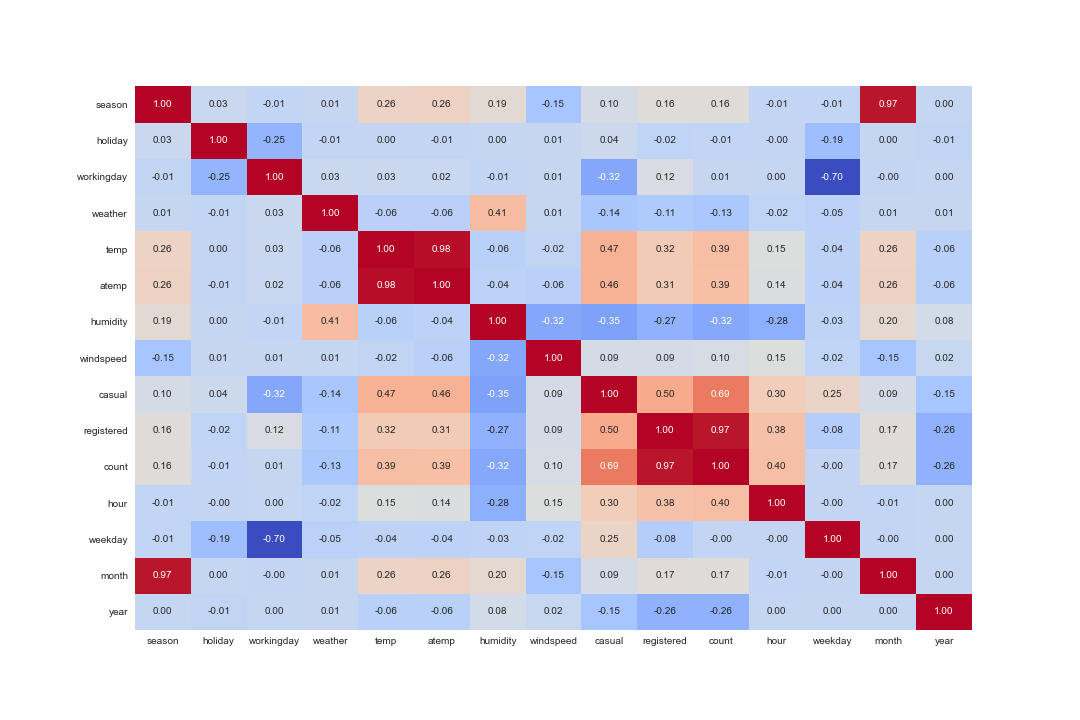 season 1.00 0.03 -0.01 0.01 0.26 0.26 0.19 -0.15 0.10 0.16 0.16 -0.01 -0.01 0.97 0.00
holiday 0.03 1.00 -0.25 -0.01 0.00 -0.01 0.00 0.01 0.04 -0.02 -0.01 -0.00 -0.19 0.00 -0.01
workingday -0.01 -0.25 1.00 0.03 0.03 0.02 -0.01 0.01 -0.32 0.12 0.01 0.00 -0.70 -0.00 0.00
weather 0.01 -0.01 0.03 1.00 -0.06 -0.06 0.41 0.01 -0.14 -0.11 -0.13 -0.02 -0.05 0.01 0.01
temp 0.26 0.00 0.03 -0.06 1.00 0.98 -0.06 -0.02 0.47 0.32 0.39 0.15 -0.04 0.26 -0.06
atemp 0.26 -0.01 0.02 -0.06 0.98 1.00 -0.04 -0.06 0.46 0.31 0.39 0.14 -0.04 0.26 -0.06
humidity 0.19 0.00 -0.01 0.41 -0.06 -0.04 1.00 -0.32 -0.35 -0.27 -0.32 -0.28 -0.03 0.20 0.08
windspeed -0.15 0.01 0.01 0.01 -0.02 -0.06 -0.32 1.00 0.09 0.09 0.10 0.15 -0.02 -0.15 0.02
casual 0.10 0.04 -0.32 -0.14 0.47 0.46 -0.35 0.09 1.00 0.50 0.69 0.30 0.25 0.09 -0.15
registered 0.16 -0.02 0.12 -0.11 0.32 0.31 -0.27 0.09 0.50 1.00 0.97 0.38 -0.08 0.17 -0.26
count 0.16 -0.01 0.01 -0.13 0.39 0.39 -0.32 0.10 0.69 0.97 1.00 0.40 -0.00 0.17 -0.26
hour -0.01 -0.00 0.00 -0.02 0.15 0.14 -0.28 0.15 0.30 0.38 0.40 1.00 -0.00 -0.01 0.00
weekday -0.01 -0.19 -0.70 -0.05 -0.04 -0.04 -0.03 -0.02 0.25 -0.08 -0.00 -0.00 1.00 -0.00 0.00
month 0.97 0.00 -0.00 0.01 0.26 0.26 0.20 -0.15 0.09 0.17 0.17 -0.01 -0.00 1.00 0.00
year 0.00 -0.01 0.00 0.01 -0.06 -0.06 0.08 0.02 -0.15 -0.26 -0.26 0.00 0.00 0.00 1.00
season holiday workingday weather temp atemp humidity windspeed casual registered count hour weekday month year